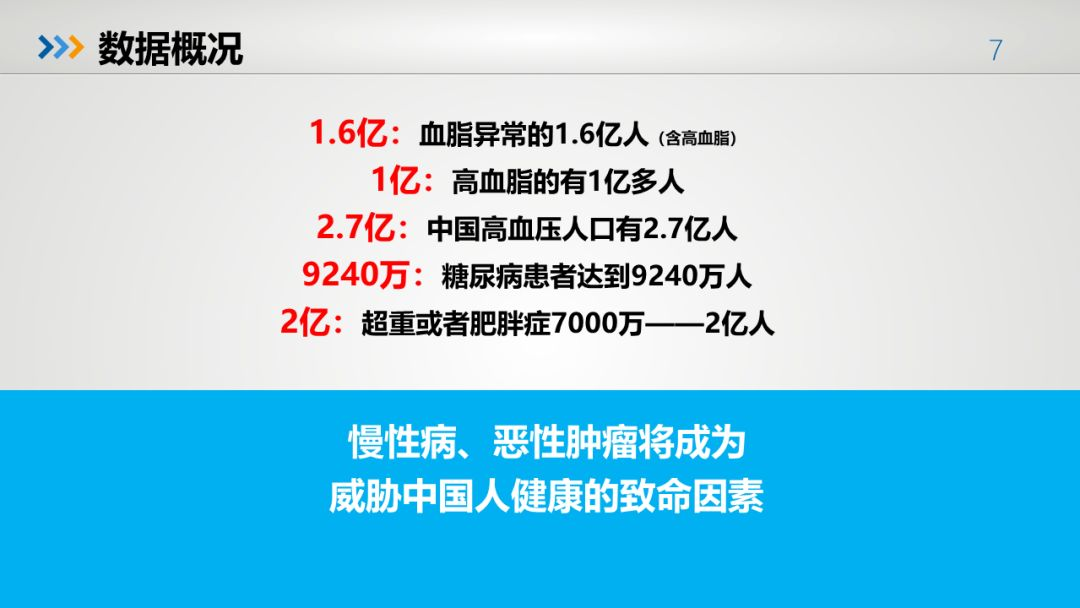 数据概况
7
1.6亿：血脂异常的1.6亿人（含高血脂）
1亿：高血脂的有1亿多人
2.7亿：中国高血压人口有2.7亿人
9240万：糖尿病患者达到9240万人
2亿：超重或者肥胖症7000万——2亿人
慢性病、恶性肿瘤将成为
威胁中国人健康的致命因素